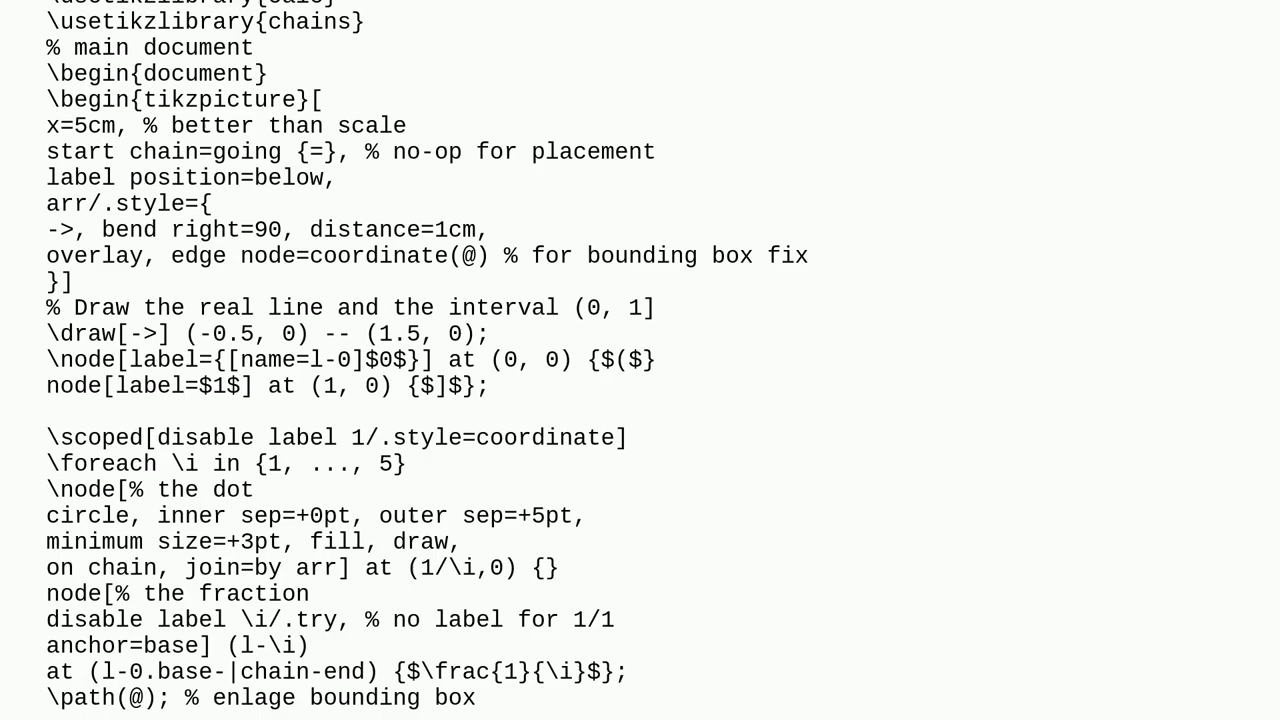 \usetikzlibrary{calc}
\usetikzlibrary{chains}
% main document
\begin{document}
\begin{tikzpicture}[
x=5cm, % better than scale
start chain=going {=}, % no-op for placement
label position=below,
arr/.style={
->, bend right=90, distance=1cm,
overlay, edge node=coordinate(@) % for bounding box fix
}]
% Draw the real line and the interval (0, 1]
\draw[->] (-0.5, 0) -- (1.5, 0);
\node[label={[name=l-0]$0$}] at (0, 0) {$($}
node[label=$1$] at (1, 0) {$]$};

\scoped[disable label 1/.style=coordinate]
\foreach \i in {1, ..., 5}
\node[% the dot
circle, inner sep=+0pt, outer sep=+5pt,
minimum size=+3pt, fill, draw,
on chain, join=by arr] at (1/\i,0) {}
node[% the fraction
disable label \i/.try, % no label for 1/1
anchor=base] (l-\i)
at (l-0.base-|chain-end) {$\frac{1}{\i}$};
\path(@); % enlage bounding box